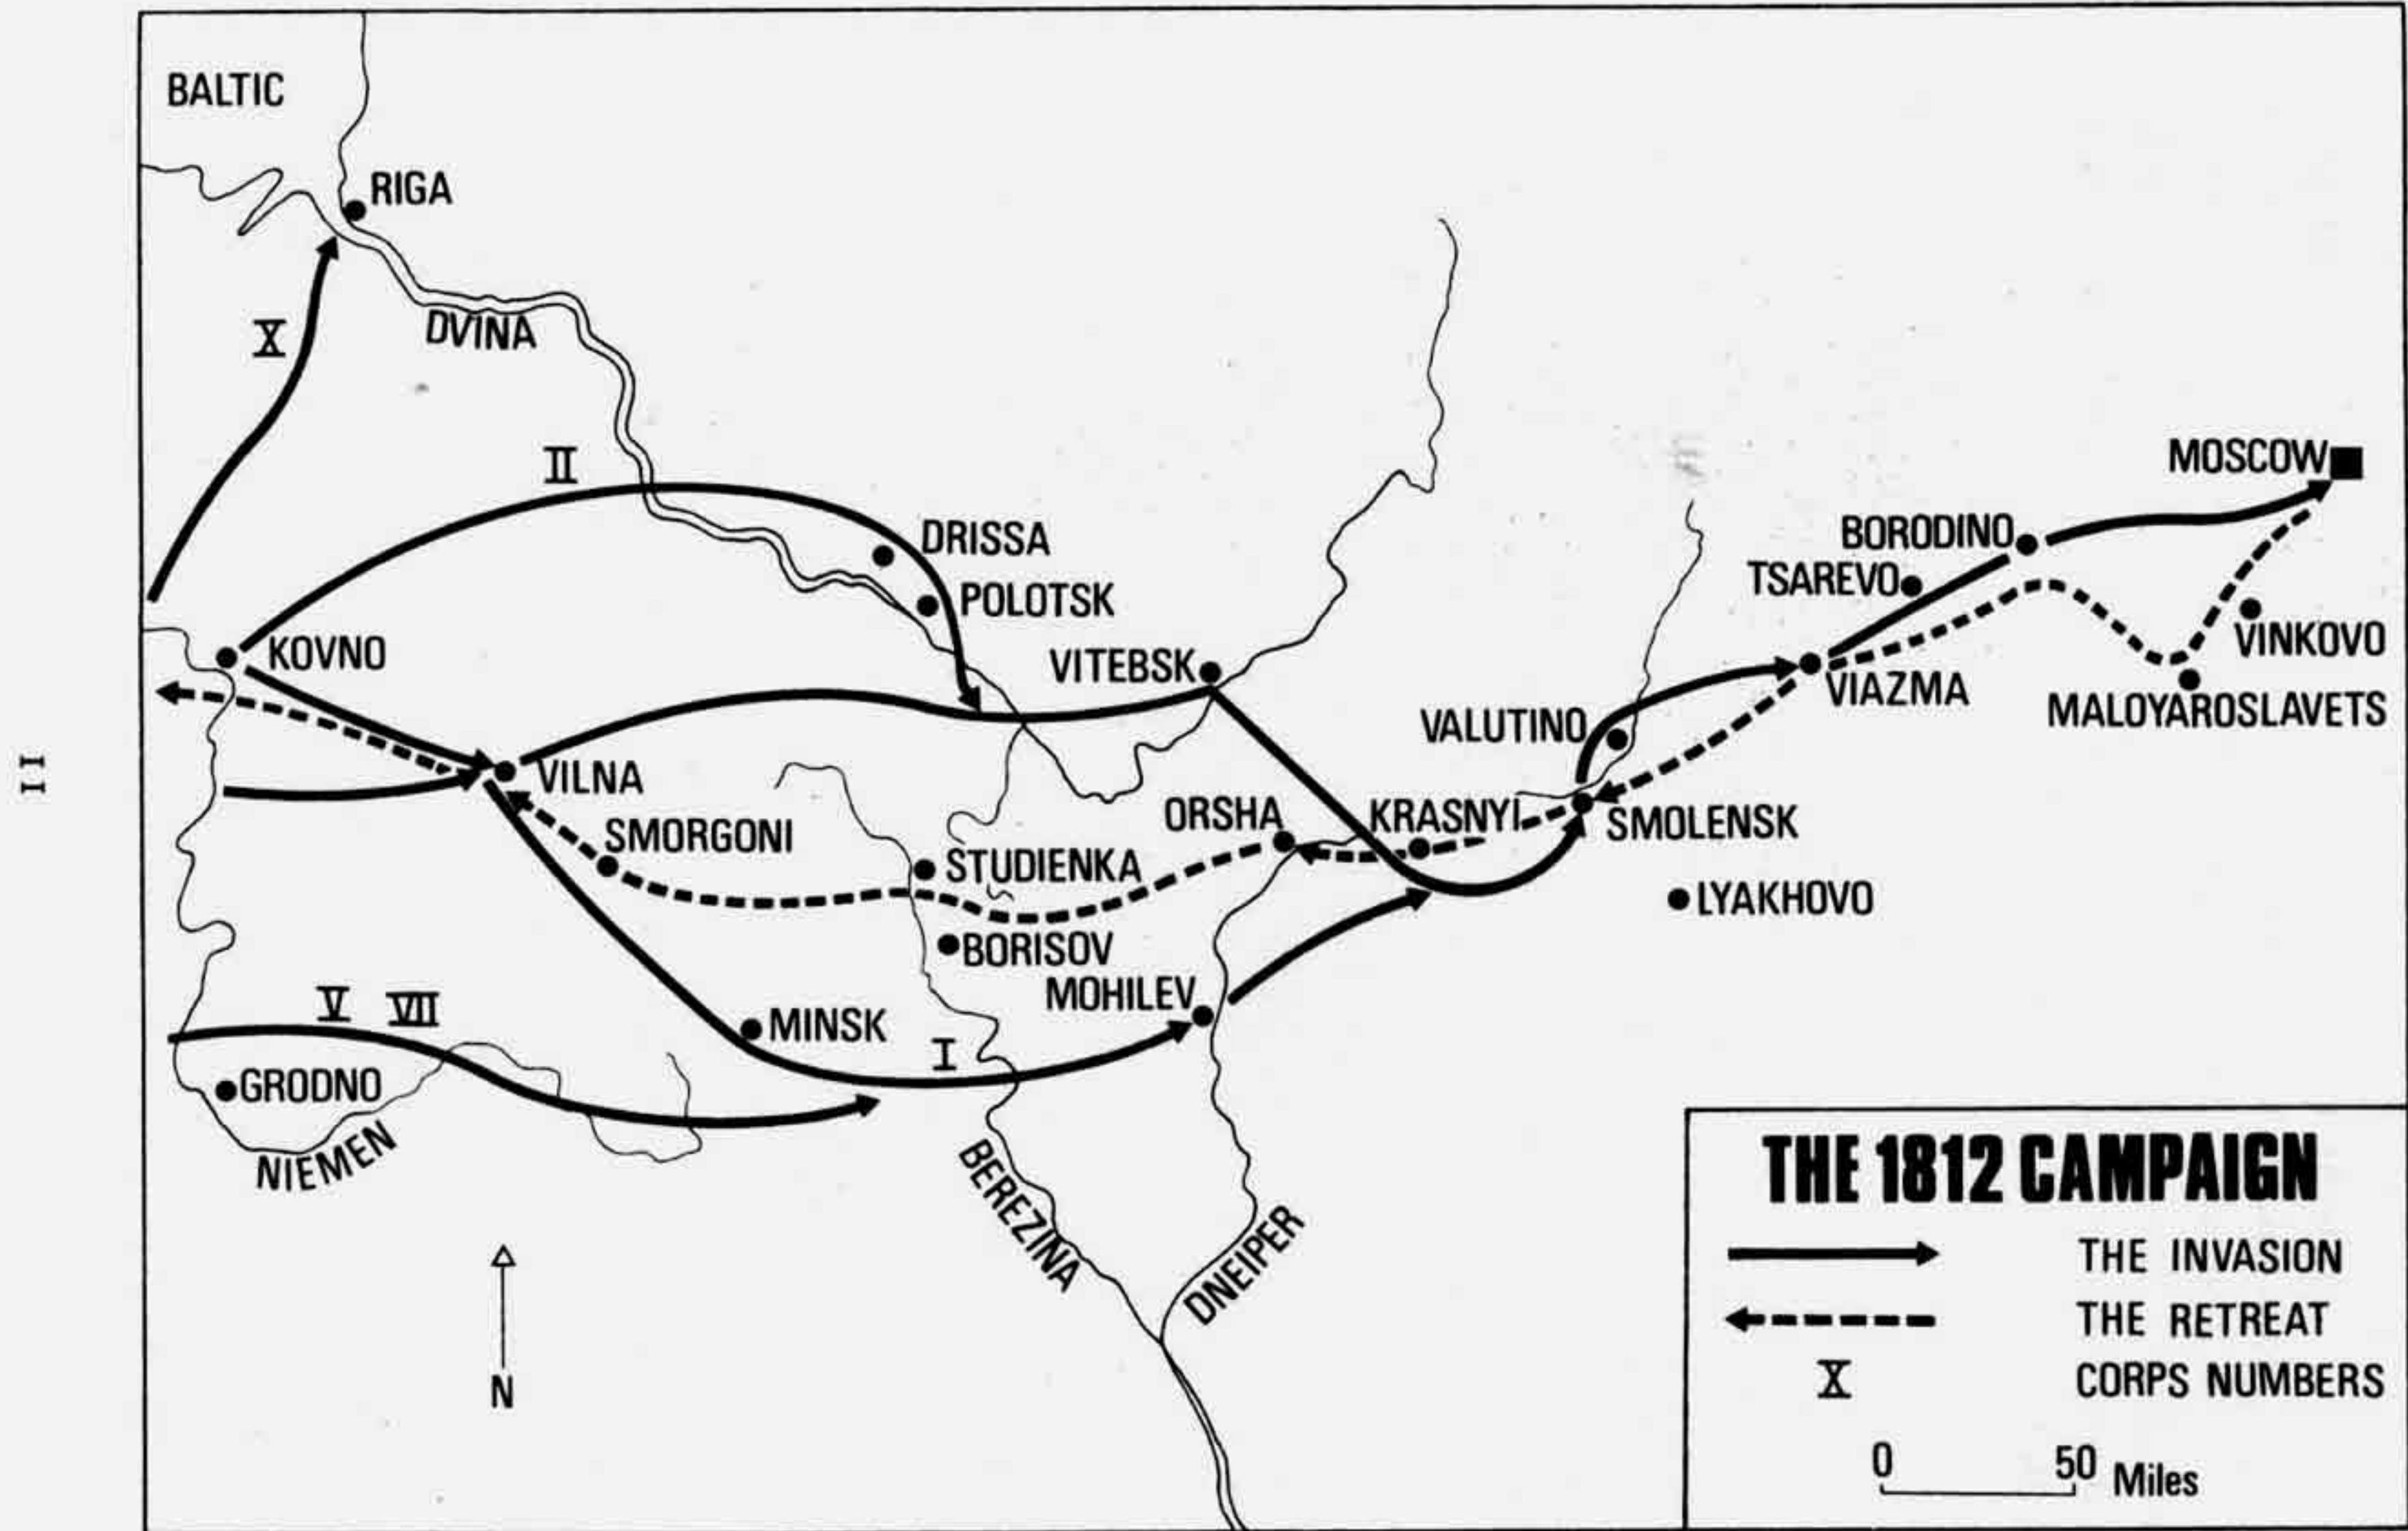 BALTIC
RIGA
X
DVINA
II
DRISSA
POLOTSK
KOVNO
VITEBSK
MOSCOW
BORODINO
TSAREVO
VINKOVO
VIAZMA
MALOYAROSLAVETS
VALUTINO
II
VILNA
SMORGONI
ORSHA
KRASNYI
SMOLENSK
STUDIENKA
LYAKHOVO
BORISOV
MOHILEV
V VII
MINSK
I
GRODNO
NIEMEN
BEREZINA
DNEIPER
N
THE 1812 CAMPAIGN
THE INVASION
THE RETREAT
X CORPS NUMBERS
0 50 Miles